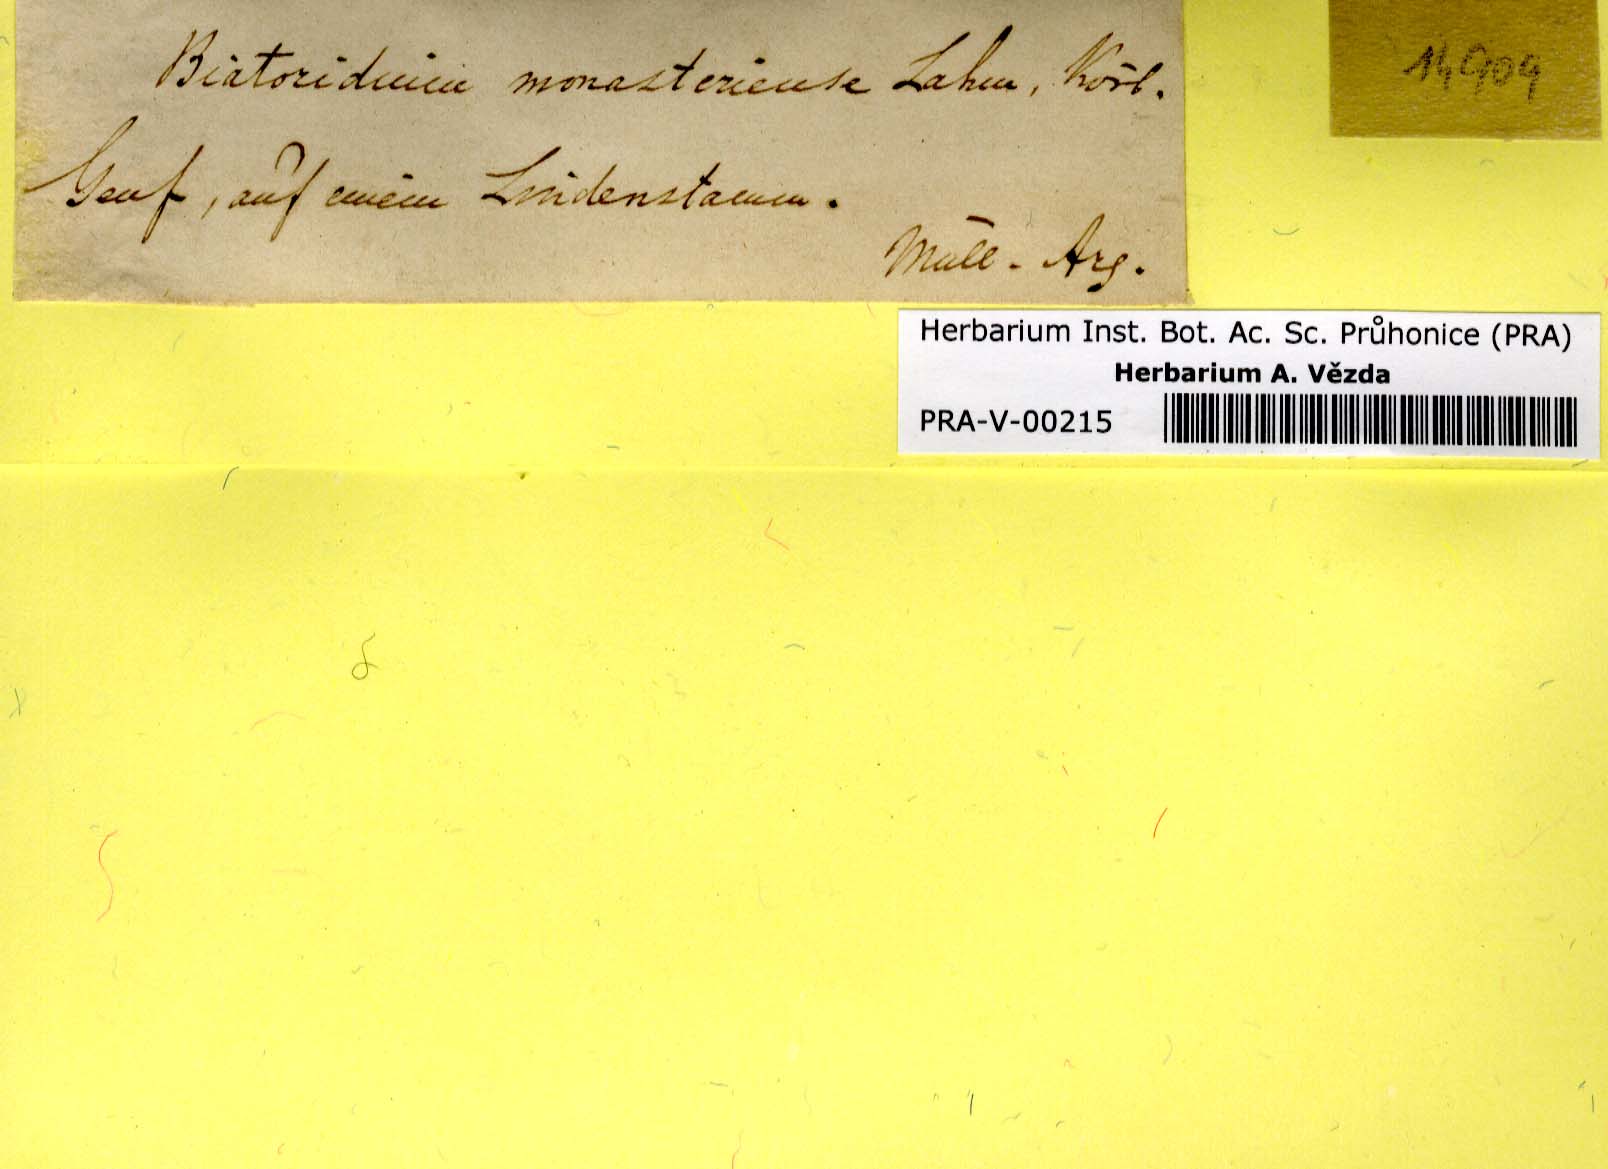 Biatoridium monasteriense Lahm, Körb.
14909
Genf, auf einem Lindenstamm.
Müll-Arg.
Herbarium Inst. Bot. Ac. Sc. Průhonice (PRA)
Herbarium A. Vězda
PRA-V-00215